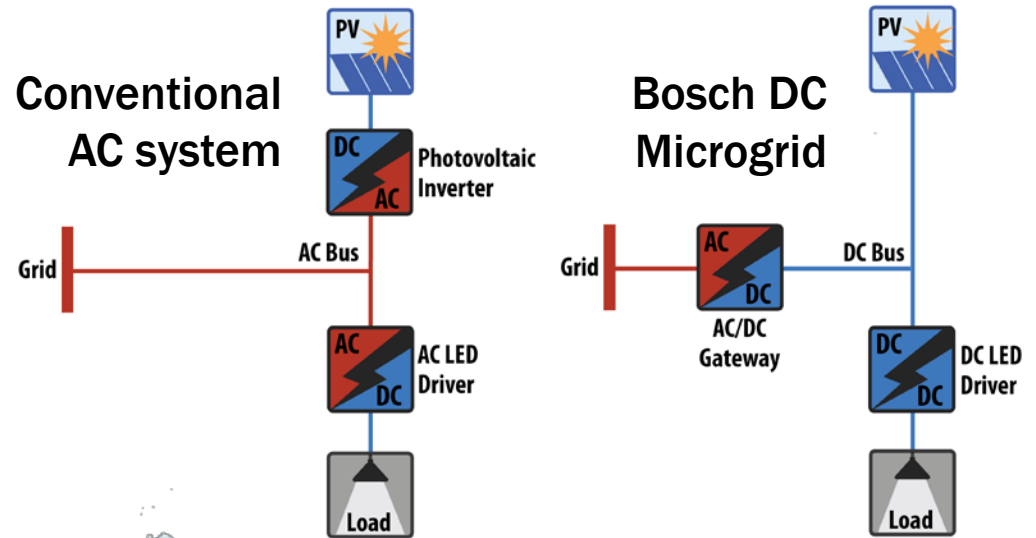 Conventional
AC system
PV
DC
AC
Photovoltaic
Inverter
AC Bus
Grid
AC
DC
AC LED
Driver
Load
Bosch DC
Microgrid
PV
Grid
AC
DC
AC/DC
Gateway
DC Bus
DC
DC
DC LED
Driver
Load